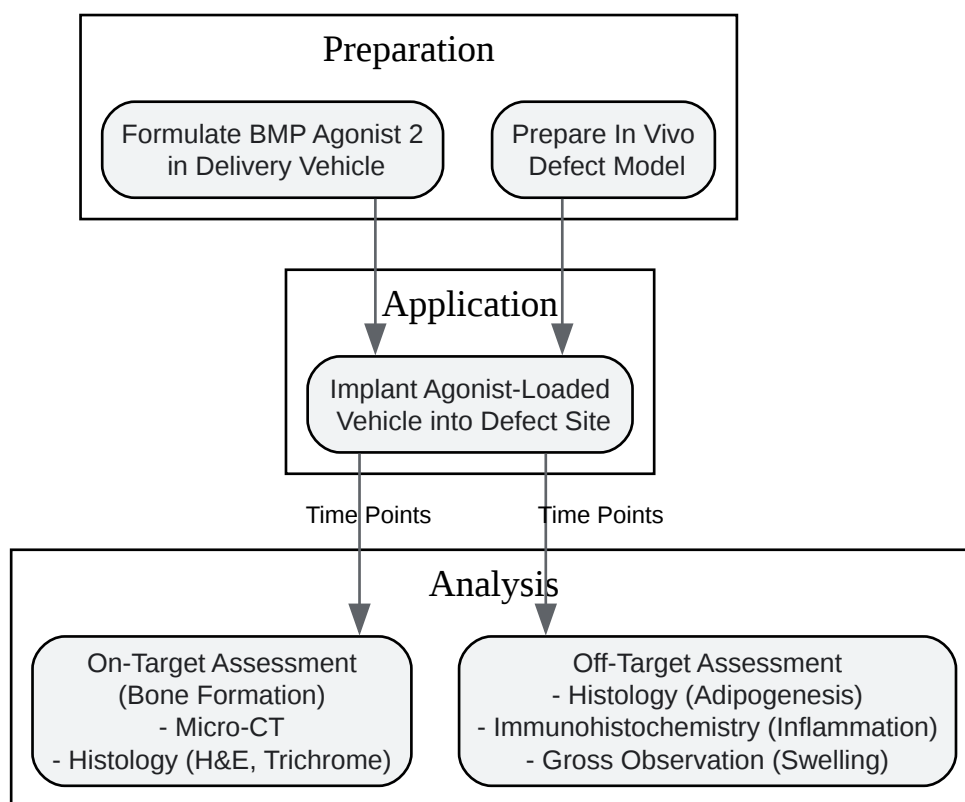 Preparation
Formulate BMP Agonist 2
in Delivery Vehicle
Prepare In Vivo
Defect Model
Application
Implant Agonist-Loaded
Vehicle into Defect Site
Time Points
Time Points
Analysis
On-Target Assessment
(Bone Formation)
- Micro-CT
- Histology (H&E, Trichrome)
Off-Target Assessment
- Histology (Adipogenesis)
- Immunohistochemistry (Inflammation)
- Gross Observation (Swelling)